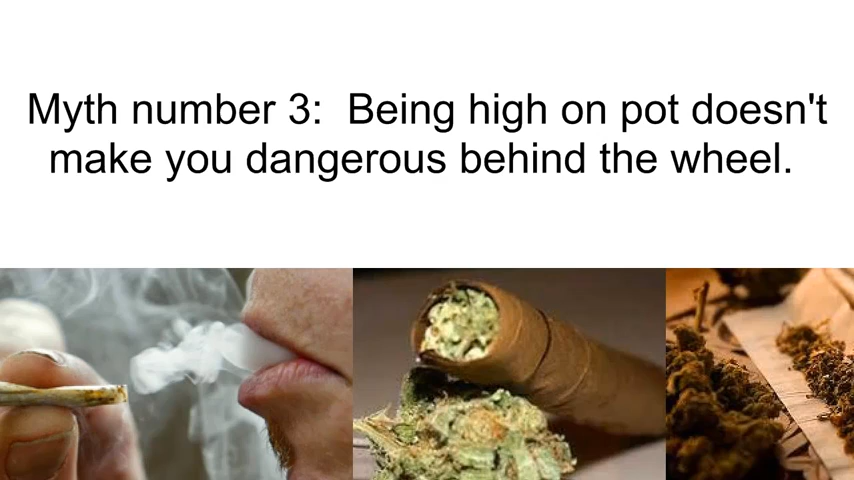 Myth number 3:  Being high on pot doesn't
make you dangerous behind the wheel.